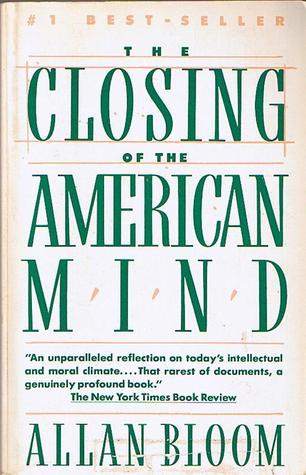 #1 BEST-SELLER
THE
CLOSING
OF THE
AMERICAN
M'I'N'D
"An unparalleled reflection on today's intellectual
and moral climate....That rarest of documents, a
genuinely profound book."
The New York Times Book Review
ALLAN BLOOM